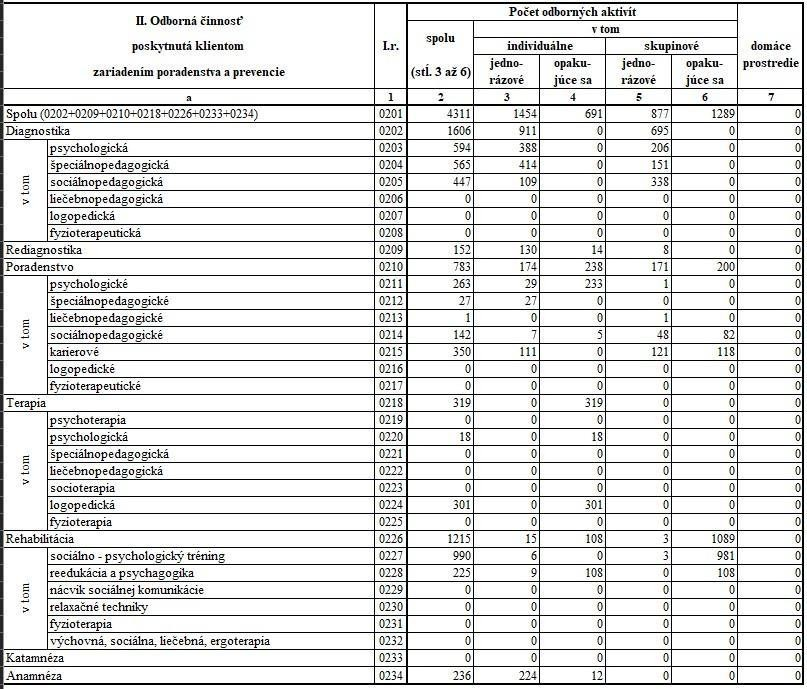 II. Odborná činnosť
poskytnutá klientom
zariadením poradenstva a prevencie
l.r.
Počet odborných aktivít
spolu
(stĺ. 3 až 6)
v tom
individuálne
skupinové
jedno-
rázové
opaku-
júce sa
jedno-
rázové
opaku-
júce sa
domáce
prostredie
a 1 2 3 4 5 6 7
Spolu (0202+0209+0210+0218+0226+0233+0234) 0201 4311 1454 691 877 1289 0
Diagnostika 0202 1606 911 0 695 0 0
v tom
psychologická 0203 594 388 0 206 0 0
špeciálnopedagogická 0204 565 414 0 151 0 0
sociálnopedagogická 0205 447 109 0 338 0 0
liečebnopedagogická 0206 0 0 0 0 0 0
logopedická 0207 0 0 0 0 0 0
fyzioterapeutická 0208 0 0 0 0 0 0
Rediagnostika 0209 152 130 14 8 0 0
Poradenstvo 0210 783 174 238 171 200 0
v tom
psychologické 0211 263 29 233 1 0 0
špeciálnopedagogické 0212 27 27 0 0 0 0
liečebnopedagogické 0213 1 0 0 1 0 0
sociálnopedagogické 0214 142 7 5 48 82 0
karierové 0215 350 111 0 121 118 0
logopedické 0216 0 0 0 0 0 0
fyzioterapeutické 0217 0 0 0 0 0 0
Terapia 0218 319 0 319 0 0 0
v tom
psychoterapia 0219 0 0 0 0 0 0
psychologická 0220 18 0 18 0 0 0
špeciálnopedagogická 0221 0 0 0 0 0 0
liečebnopedagogická 0222 0 0 0 0 0 0
socioterapia 0223 0 0 0 0 0 0
logopedická 0224 301 0 301 0 0 0
fyzioterapia 0225 0 0 0 0 0 0
Rehabilitácia 0226 1215 15 108 3 1089 0
v tom
sociálno - psychologický tréning 0227 990 6 0 3 981 0
reedukácia a psychagogika 0228 225 9 108 0 108 0
nácvik sociálnej komunikácie 0229 0 0 0 0 0 0
relaxačné techniky 0230 0 0 0 0 0 0
fyzioterapia 0231 0 0 0 0 0 0
výchovná, sociálna, liečebná, ergoterapia 0232 0 0 0 0 0 0
Katamnéza 0233 0 0 0 0 0 0
Anamnéza 0234 236 224 12 0 0 0